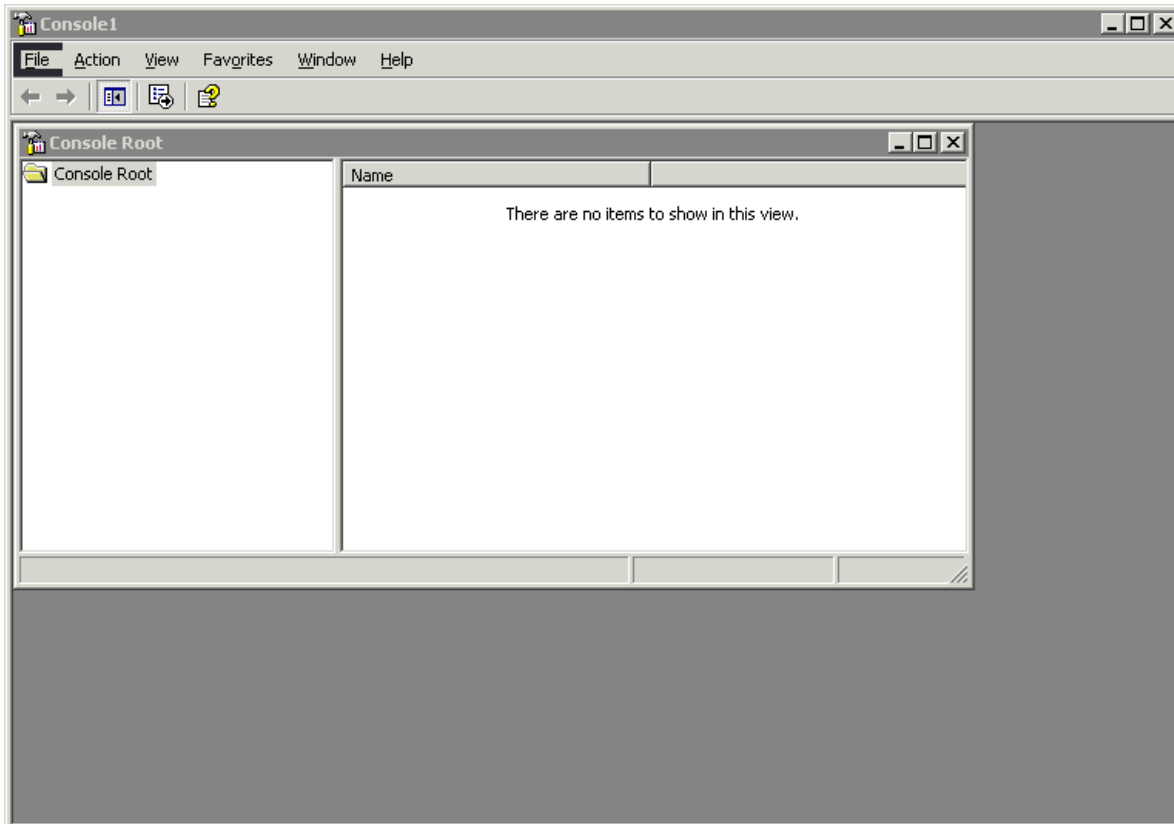 Console1
File Action View Favorites Window Help
Console Root
Console Root
Name
There are no items to show in this view.